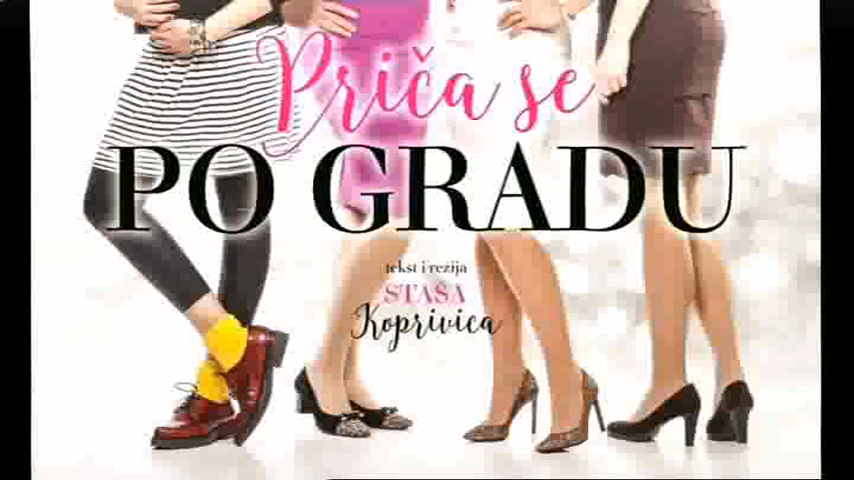 Priča se
PO GRADU
tekst i režija
STAŠA
Koprivica